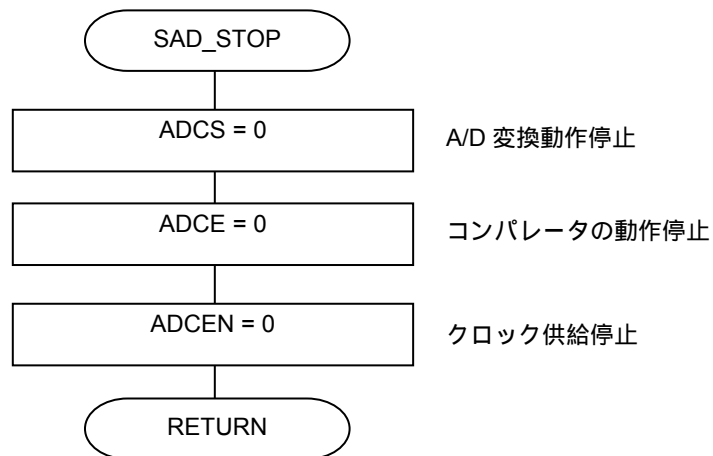 SAD_STOP
ADCS = 0
A/D 変換動作停止
ADCE = 0
コンパレータの動作停止
ADCEN = 0
クロック供給停止
RETURN